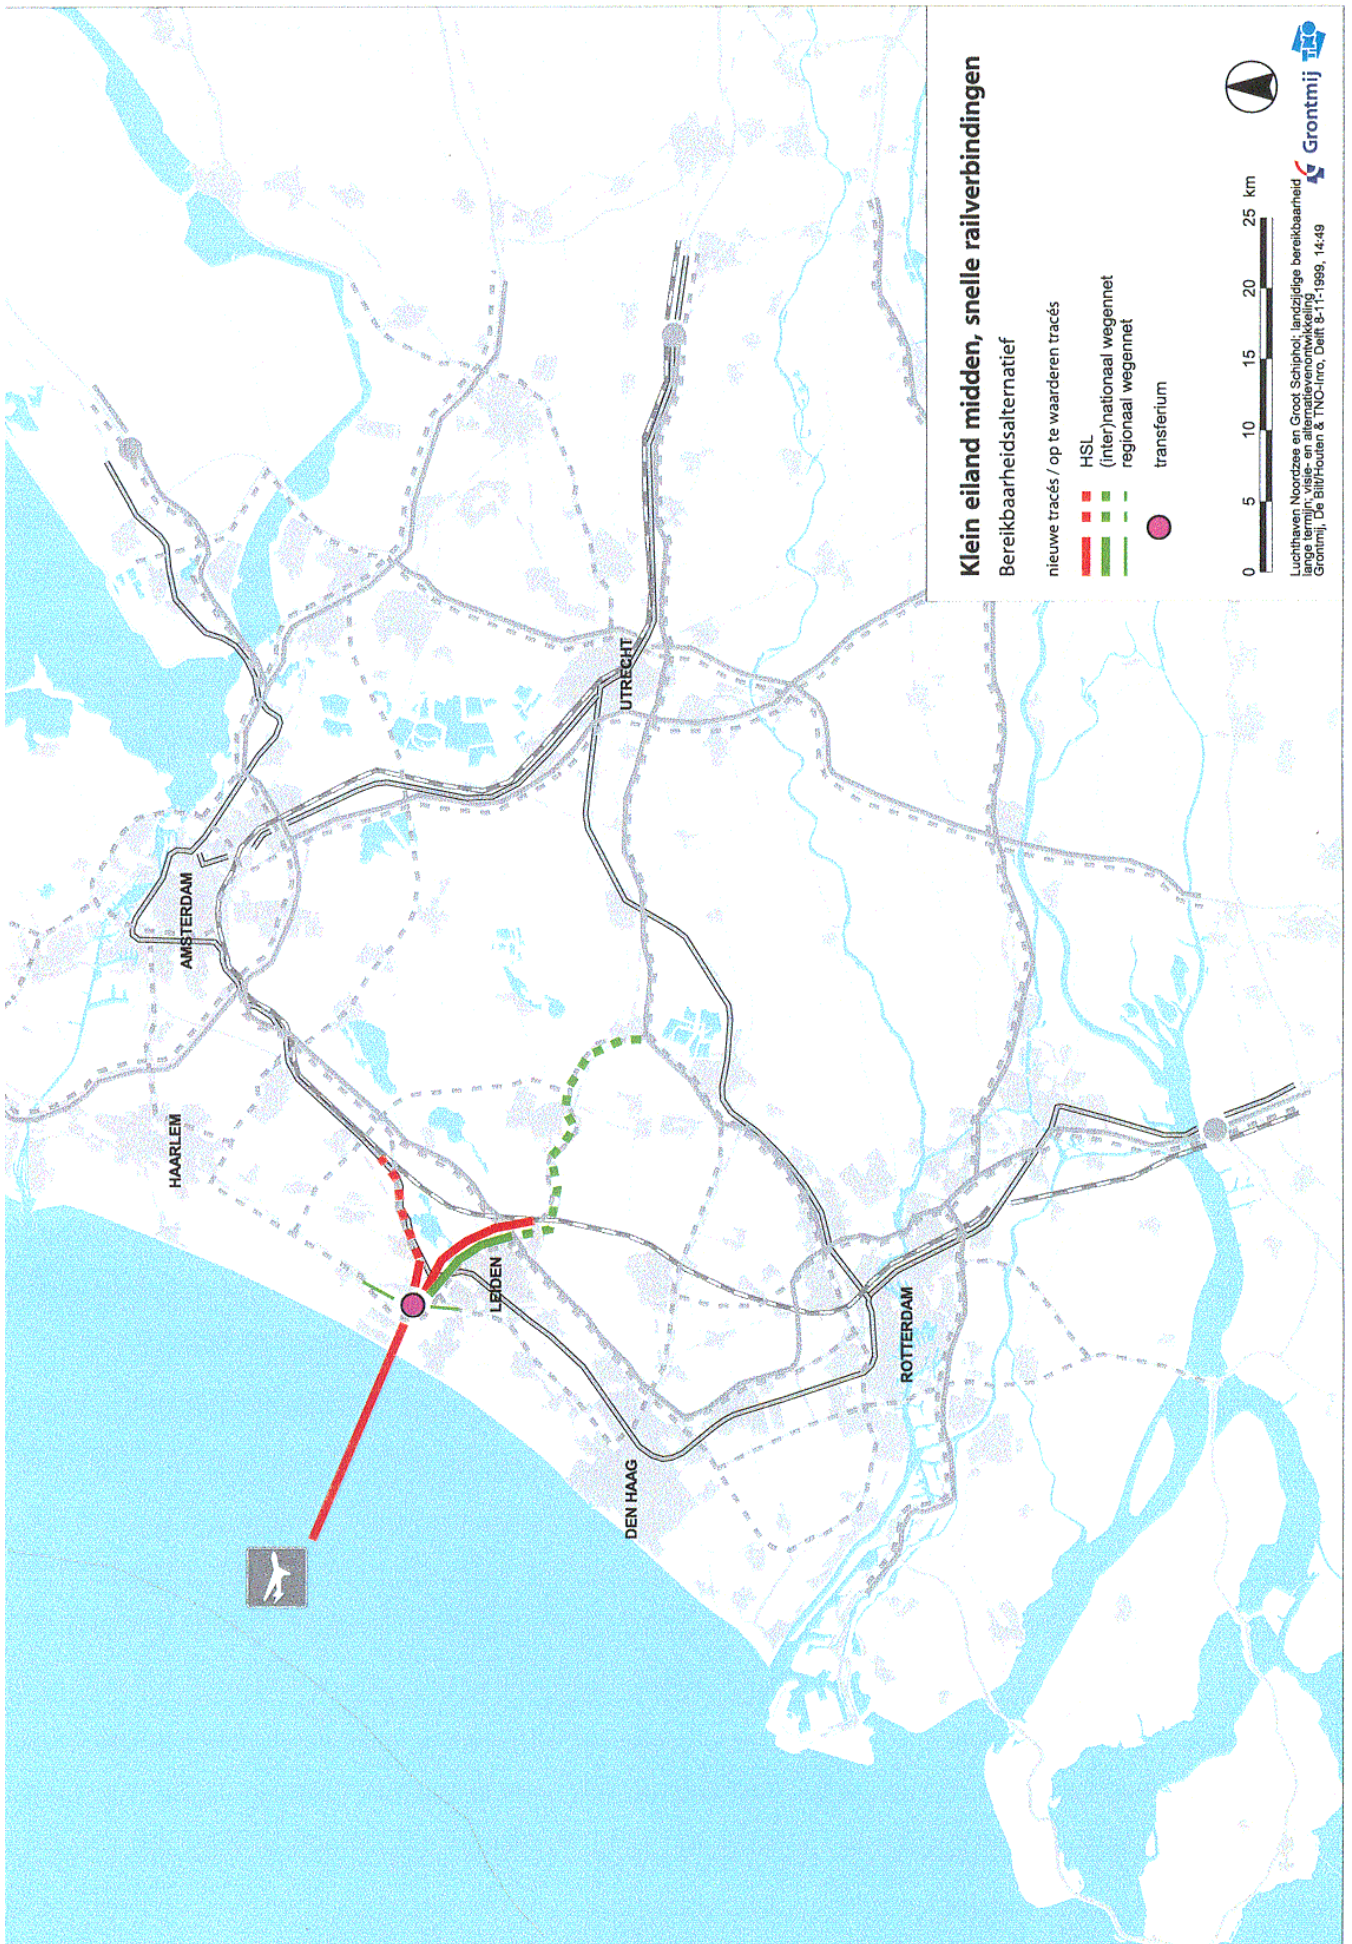 AMSTERDAM
HAARLEM
UTRECHT
LEIDEN
DEN HAAG
ROTTERDAM
Klein eiland midden, snelle railverbindingen
Bereikbaarheidsalternatief
nieuwe tracés / op te waarderen tracés
HSL
(inter)nationaal wegennet
regionaal wegennet
transferium
0 5 10 15 20 25 km
Luchthaven Noordzee en Groot Schiphol; landzijdige bereikbaarheid
lange termijn; visie- en alternatievenontwikkeling
Grontmij, De Bilt/Houten & TNO-Inro, Delft 8-11-1999, 14:49
Grontmij
TNO